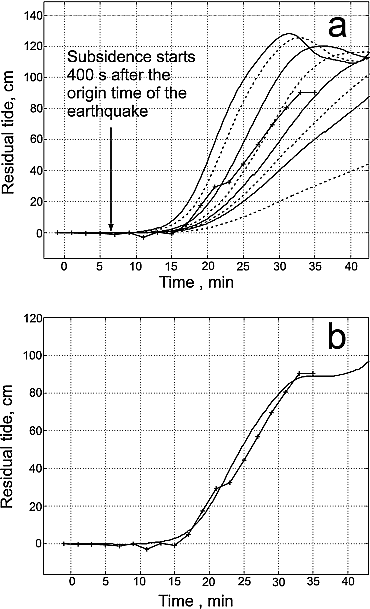 a
Subsidence starts
400 s after the
origin time of the
earthquake
Residual tide, cm
140
120
100
80
60
40
20
0
0 5 10 15 20 25 30 35 40
Time , min
b
Residual tide, cm
120
100
80
60
40
20
0
0 5 10 15 20 25 30 35 40
Time , min